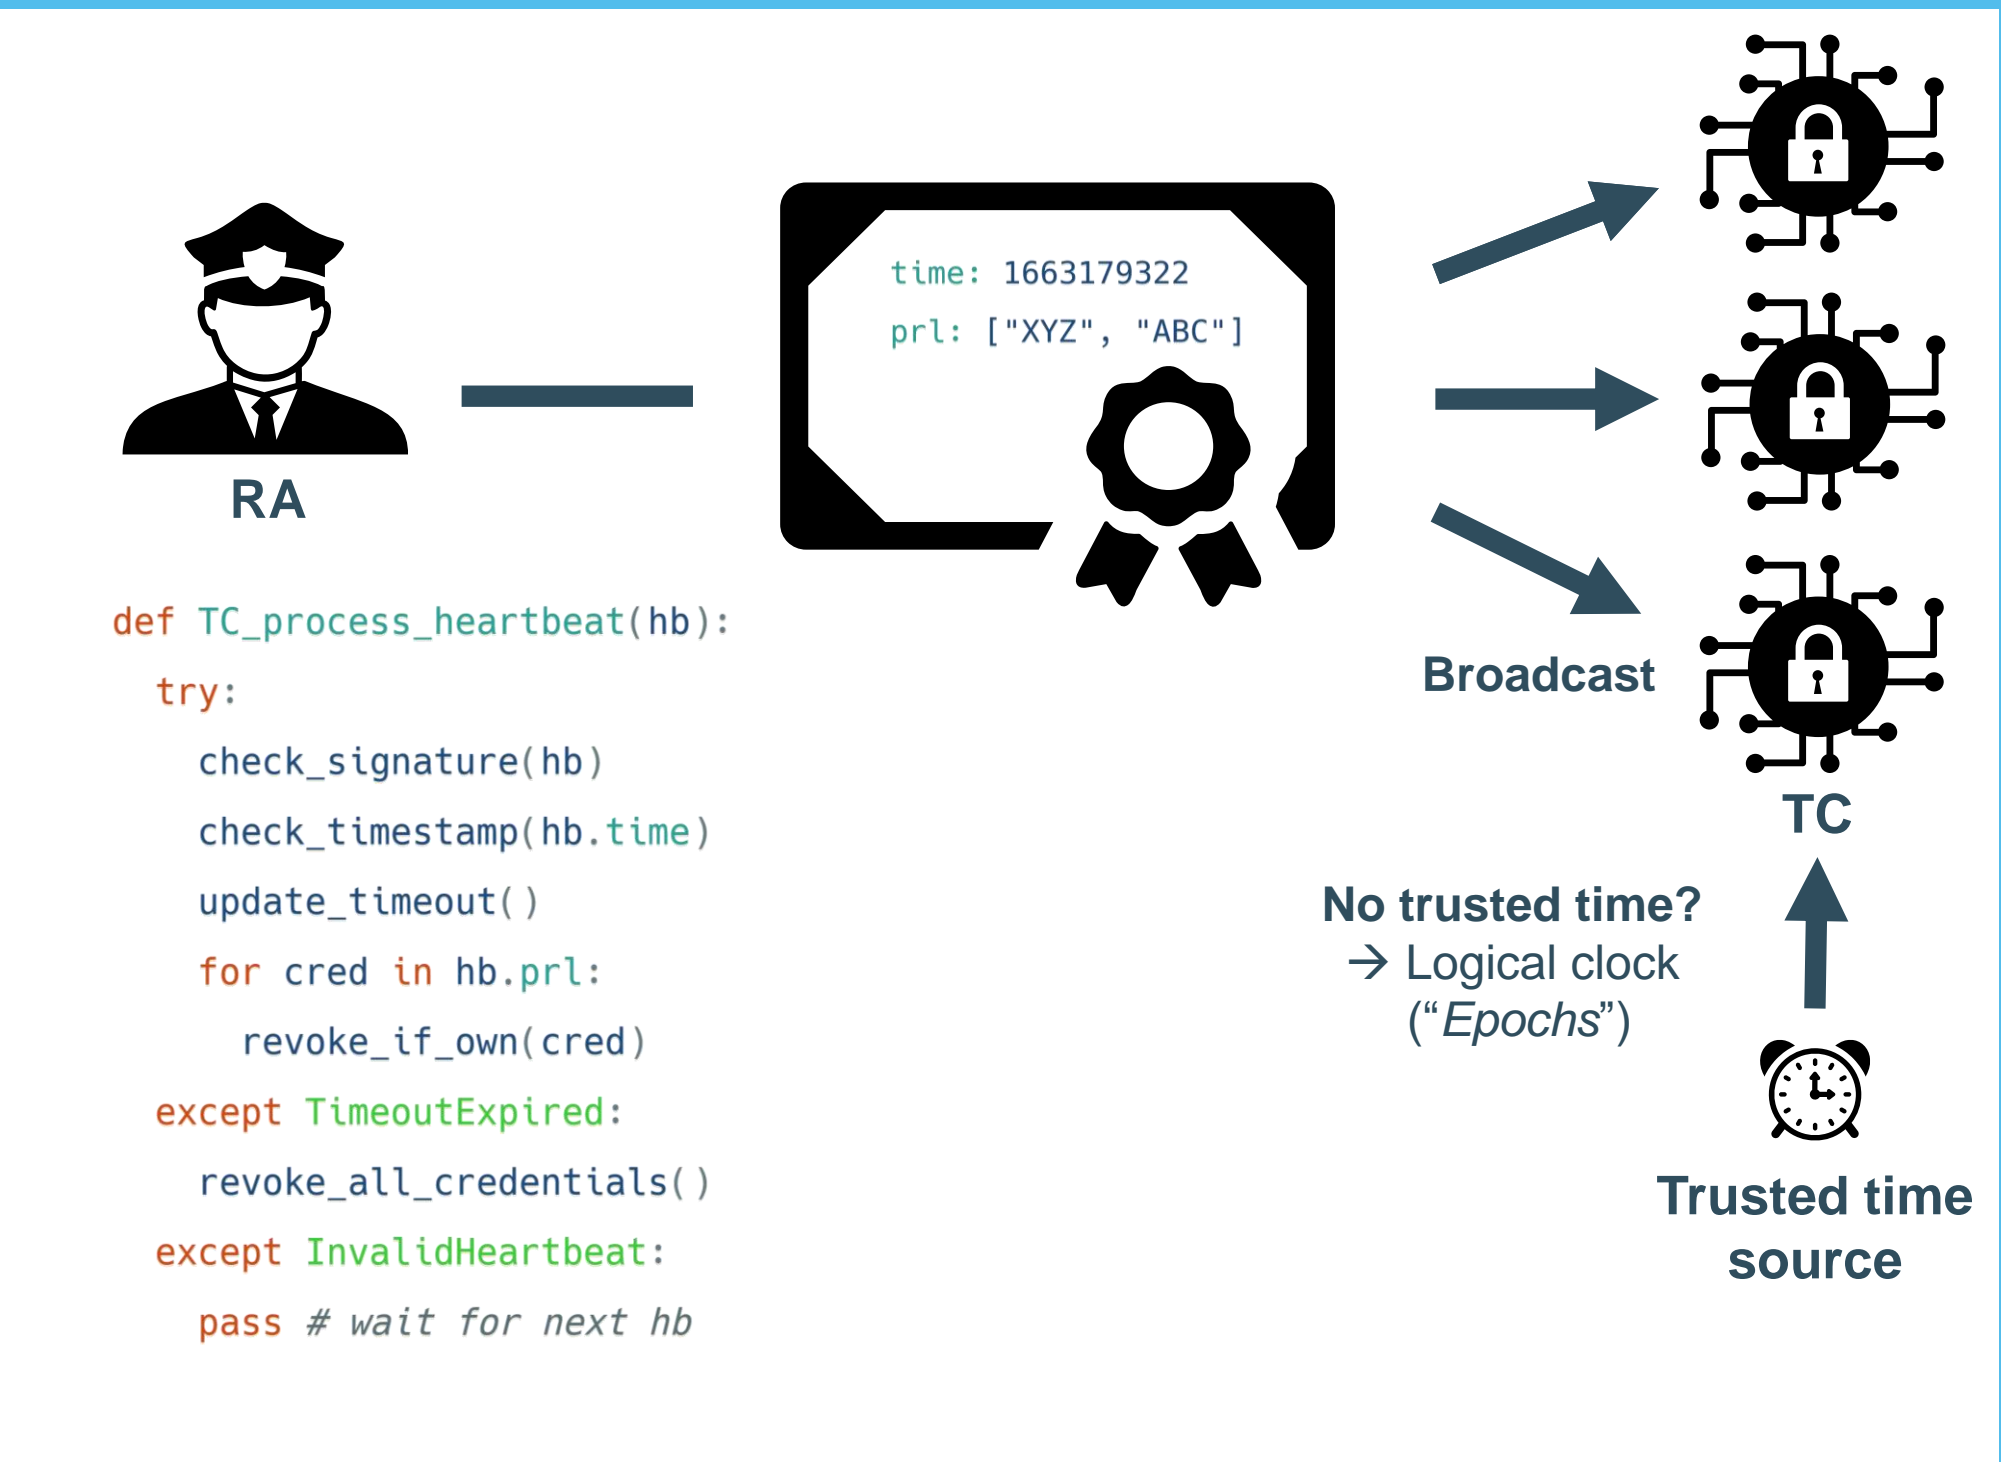 time: 1663179322
prl: ["XYZ", "ABC"]
RA
def TC_process_heartbeat(hb):
  try:
    check_signature(hb)
    check_timestamp(hb.time)
    update_timeout()
    for cred in hb.prl:
      revoke_if_own(cred)
  except TimeoutExpired:
    revoke_all_credentials()
  except InvalidHeartbeat:
    pass # wait for next hb
Broadcast
TC
No trusted time?
→ Logical clock
(“Epochs”)
Trusted time
source